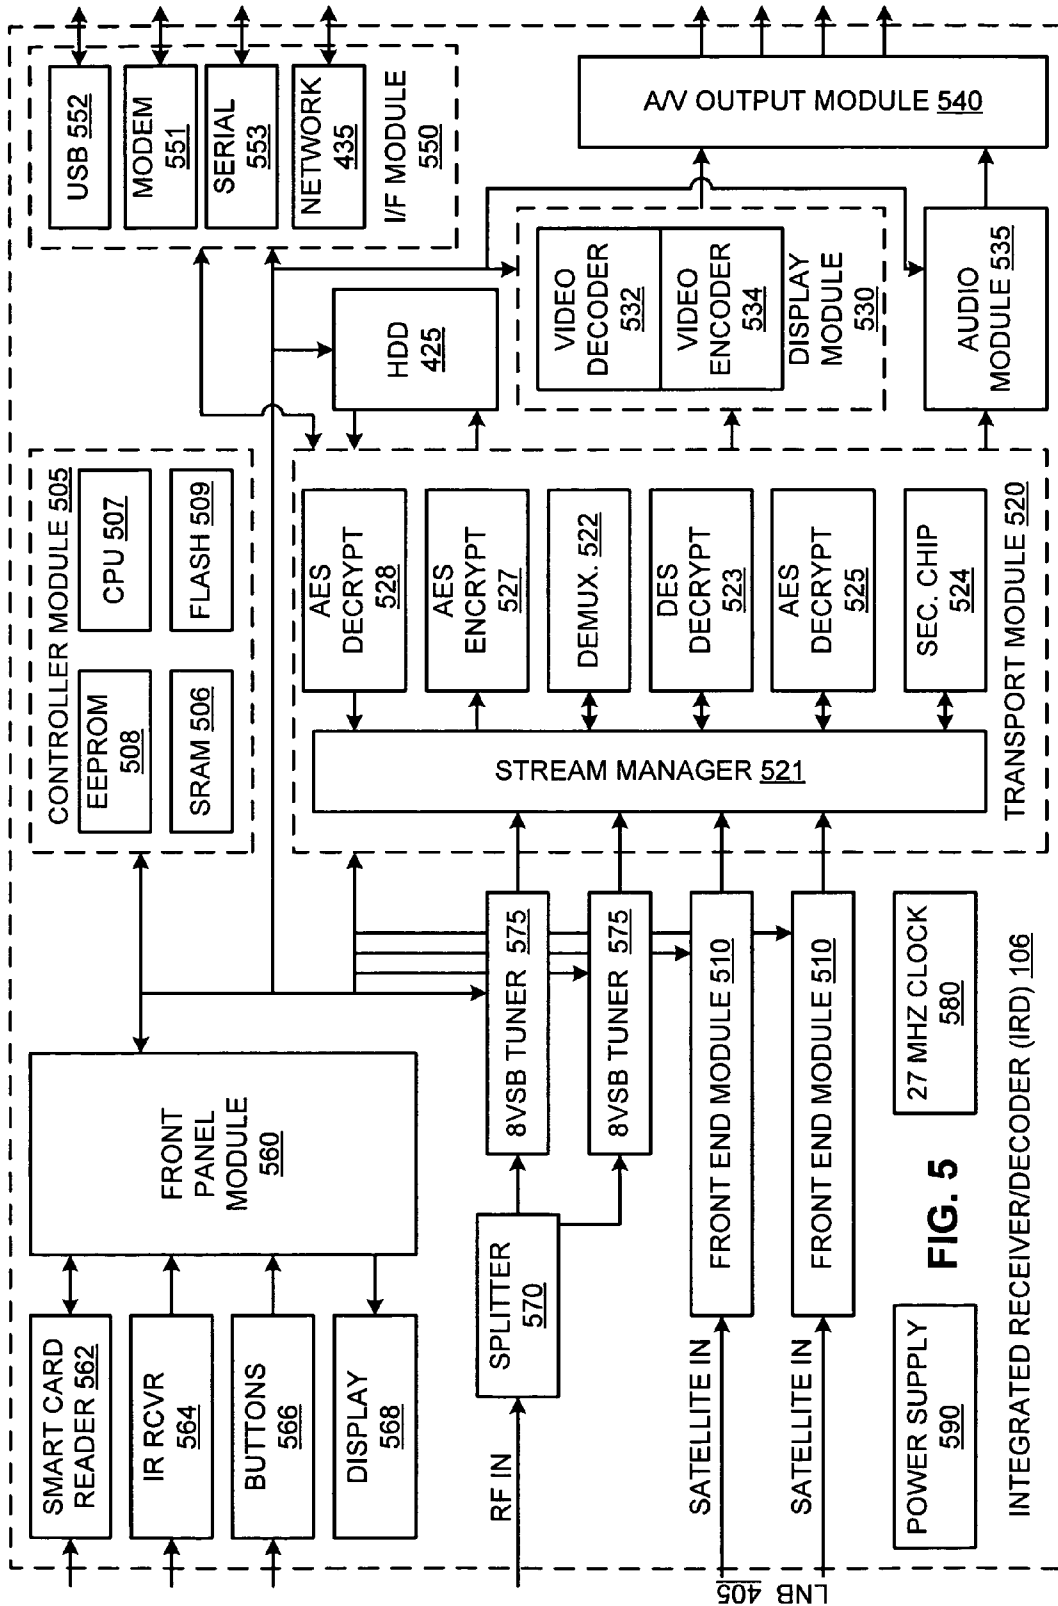 SMART CARD
READER 562
IR RCVR
564
BUTTONS
566
DISPLAY
568
FRONT
PANEL
MODULE
560
CONTROLLER MODULE 505
EEPROM
508
CPU 507
SRAM 506
FLASH 509
USB 552
MODEM
551
SERIAL
553
NETWORK
435
I/F MODULE
550
RF IN
SPLITTER
570
8VSB TUNER 575
8VSB TUNER 575
SATELLITE IN
SATELLITE IN
LNB 405
FRONT END MODULE 510
FRONT END MODULE 510
STREAM MANAGER 521
AES
DECRYPT
528
AES
ENCRYPT
527
DEMUX. 522
DES
DECRYPT
523
AES
DECRYPT
525
SEC. CHIP
524
TRANSPORT MODULE 520
HDD
425
VIDEO
DECODER
532
VIDEO
ENCODER
534
DISPLAY
MODULE
530
AUDIO
MODULE 535
A/V OUTPUT MODULE 540
POWER SUPPLY
590
27 MHZ CLOCK
580
FIG. 5
INTEGRATED RECEIVER/DECODER (IRD) 106